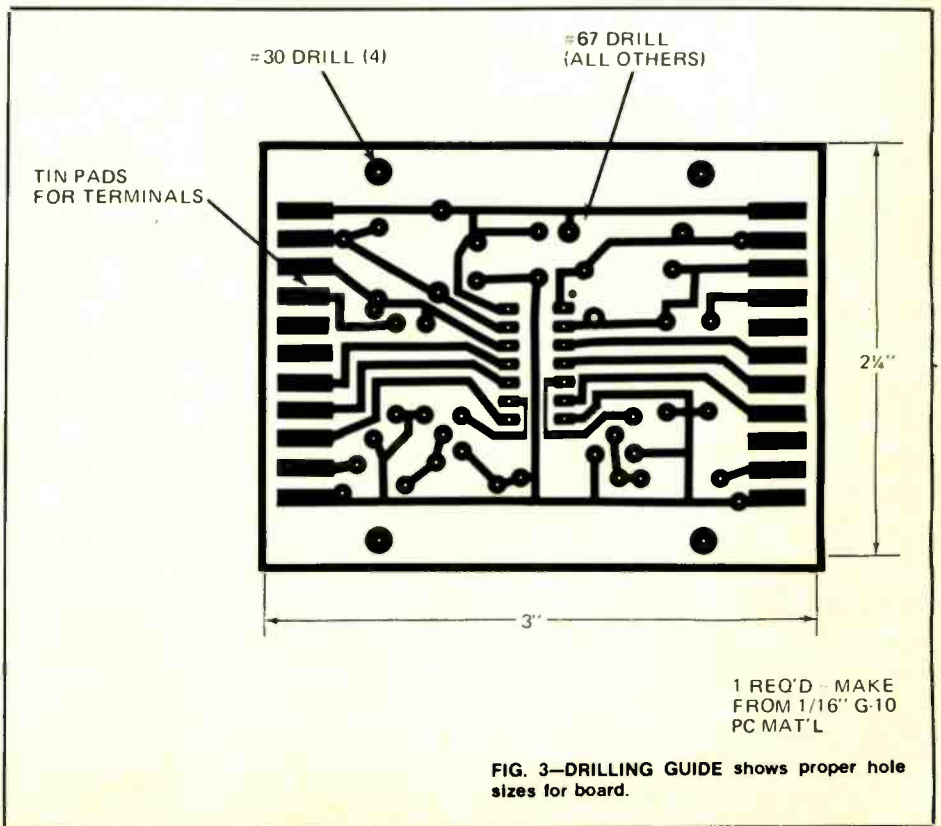 #30 DRILL (4)
#67 DRILL
(ALL OTHERS)
TIN PADS
FOR TERMINALS
2¼"
3"
1 REQ'D - MAKE
FROM 1/16" G-10
PC MAT'L
FIG. 3—DRILLING GUIDE shows proper hole
sizes for board.